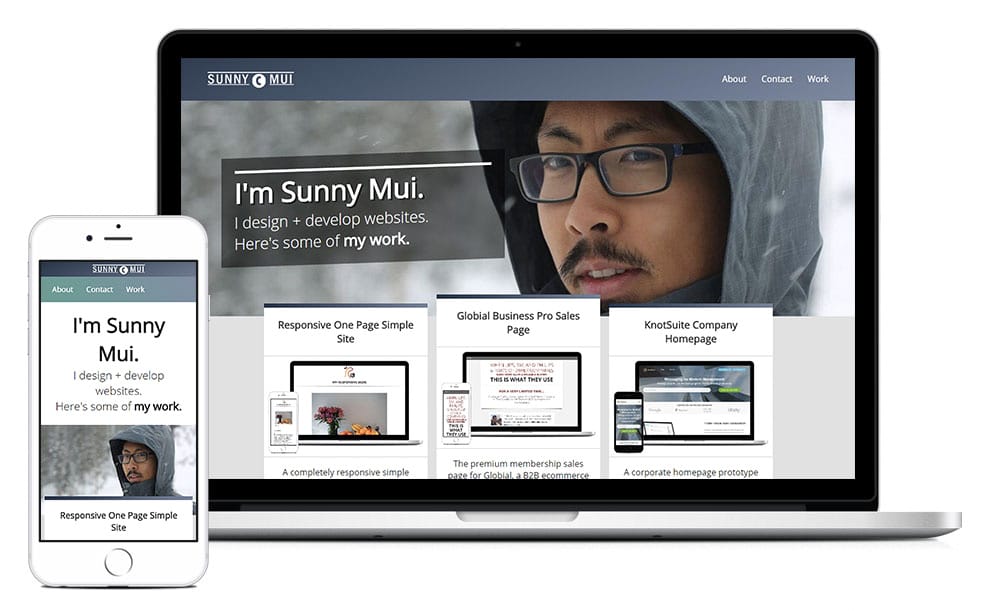 SUNNY MUI
About Contact Work
I'm Sunny Mui.
I design + develop websites.
Here's some of my work.
Responsive One Page Simple
Site
A completely responsive simple
Globial Business Pro Sales
Page
THIS IS WHAT THEY USE
The premium membership sales
page for Globial, a B2B ecommerce
KnotSuite Company
Homepage
A corporate homepage prototype
SUNNY MUI
About Contact Work
I'm Sunny
Mui.
I design + develop
websites.
Here's some of my work.
Responsive One Page Simple
Site